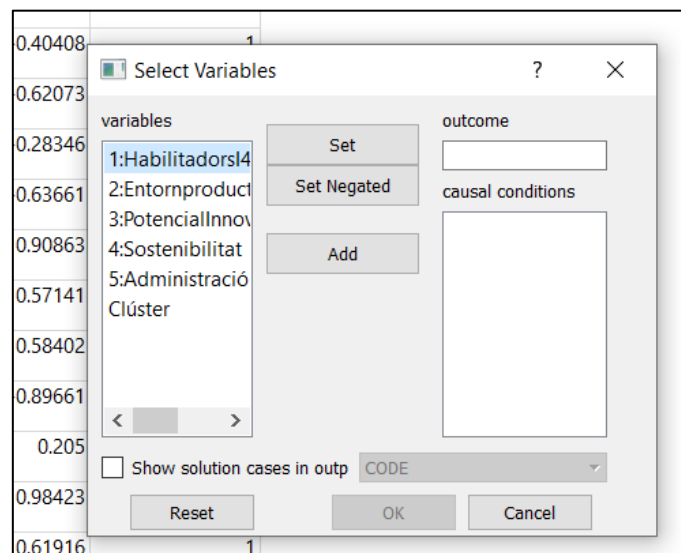 -0.40408 1
-0.62073
-0.28346
-0.63661
0.90863
0.57141
0.58402
-0.89661
0.205
0.98423
0.61916 1
Select Variables ? ×
variables
1:HabilitadorsI4
2:Entornproduct
3:PotencialInnov
4:Sostenibilitat
5:Administració
Clúster
Set
Set Negated
Add
outcome
causal conditions
Show solution cases in outp CODE
Reset OK Cancel